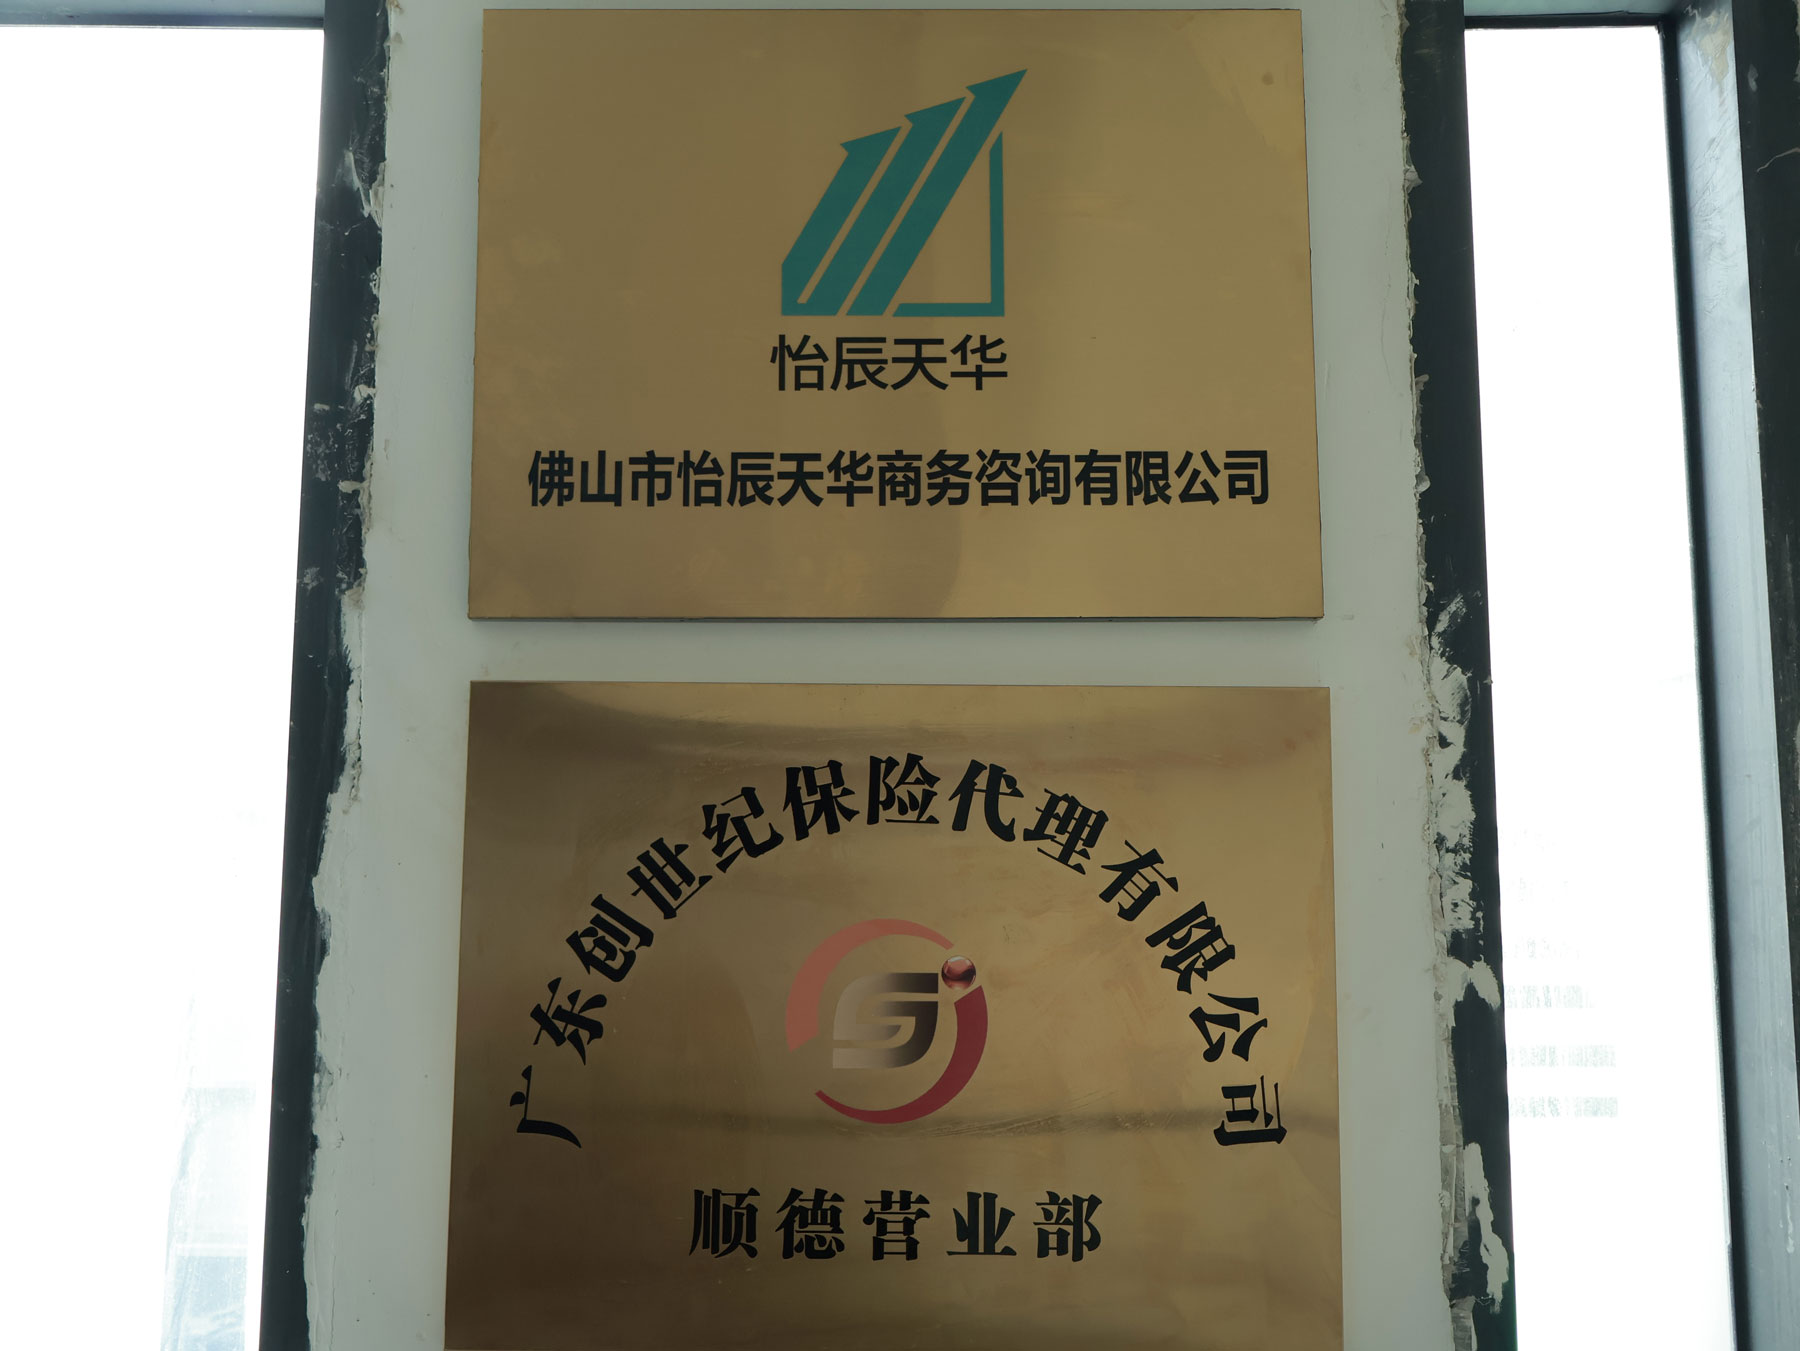 怡辰天华
佛山市怡辰天华商务咨询有限公司
广东创世纪保险代理有限公司
顺德营业部